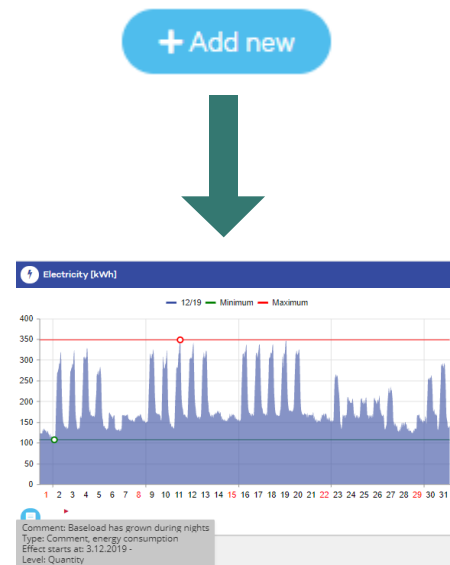 + Add new
Electricity [kWh]
12/19 Minimum Maximum
400
350
300
250
200
150
100
50
0
1 2 3 4 5 6 7 8 9 10 11 12 13 14 15 16 17 18 19 20 21 22 23 24 25 26 27 28 29 30 31
Comment: Baseload has grown during nights
Type: Comment, energy consumption
Effect starts at: 3.12.2019 -
Level: Quantity